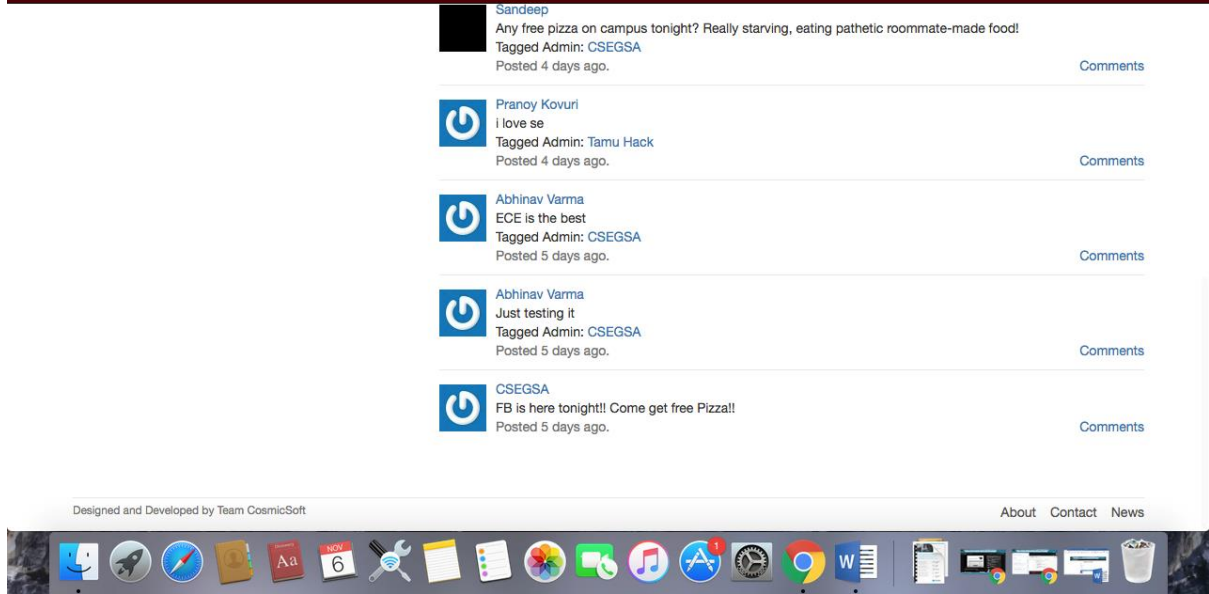 Sandeep
Any free pizza on campus tonight? Really starving, eating pathetic roommate-made food!
Tagged Admin: CSEGSA
Posted 4 days ago.
Comments
Pranoy Kovuri
i love se
Tagged Admin: Tamu Hack
Posted 4 days ago.
Comments
Abhinav Varma
ECE is the best
Tagged Admin: CSEGSA
Posted 5 days ago.
Comments
Abhinav Varma
Just testing it
Tagged Admin: CSEGSA
Posted 5 days ago.
Comments
CSEGSA
FB is here tonight!! Come get free Pizza!!
Posted 5 days ago.
Comments
Designed and Developed by Team CosmicSoft
About Contact News
Aa
NOV
6
1
W